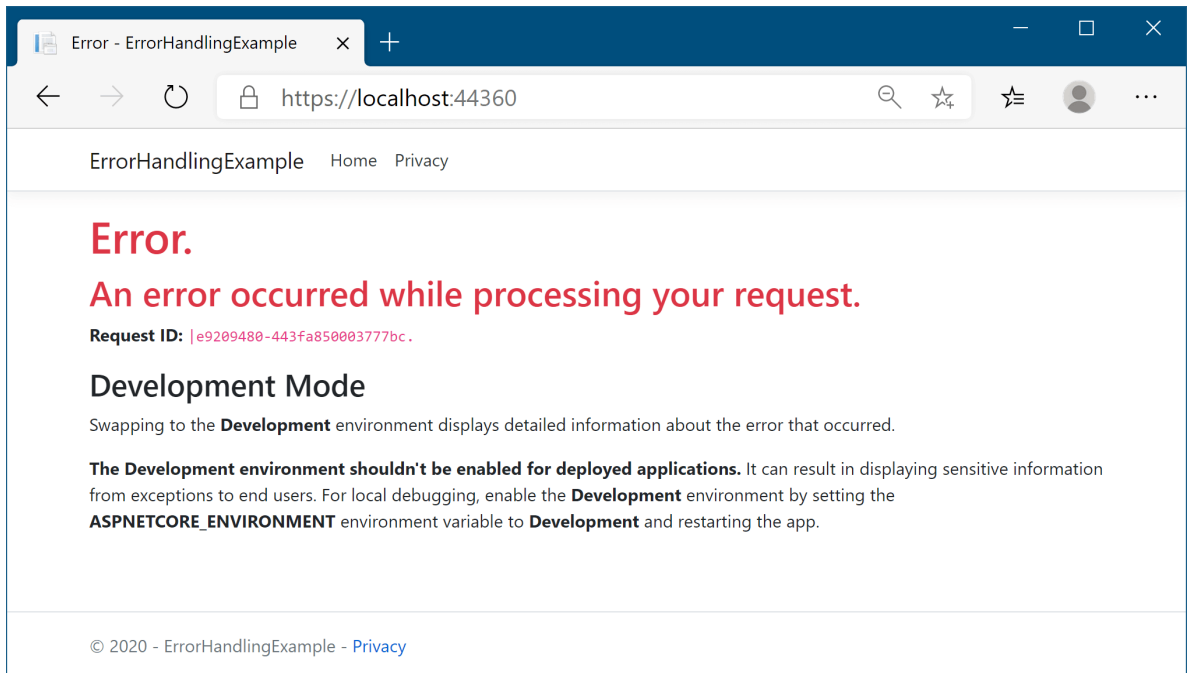 Error - ErrorHandlingExample
https://localhost:44360
ErrorHandlingExample Home Privacy
Error.
An error occurred while processing your request.
Request ID: |e9209480-443fa850003777bc.
Development Mode
Swapping to the Development environment displays detailed information about the error that occurred.
The Development environment shouldn't be enabled for deployed applications. It can result in displaying sensitive information
from exceptions to end users. For local debugging, enable the Development environment by setting the
ASPNETCORE_ENVIRONMENT environment variable to Development and restarting the app.
© 2020 - ErrorHandlingExample - Privacy